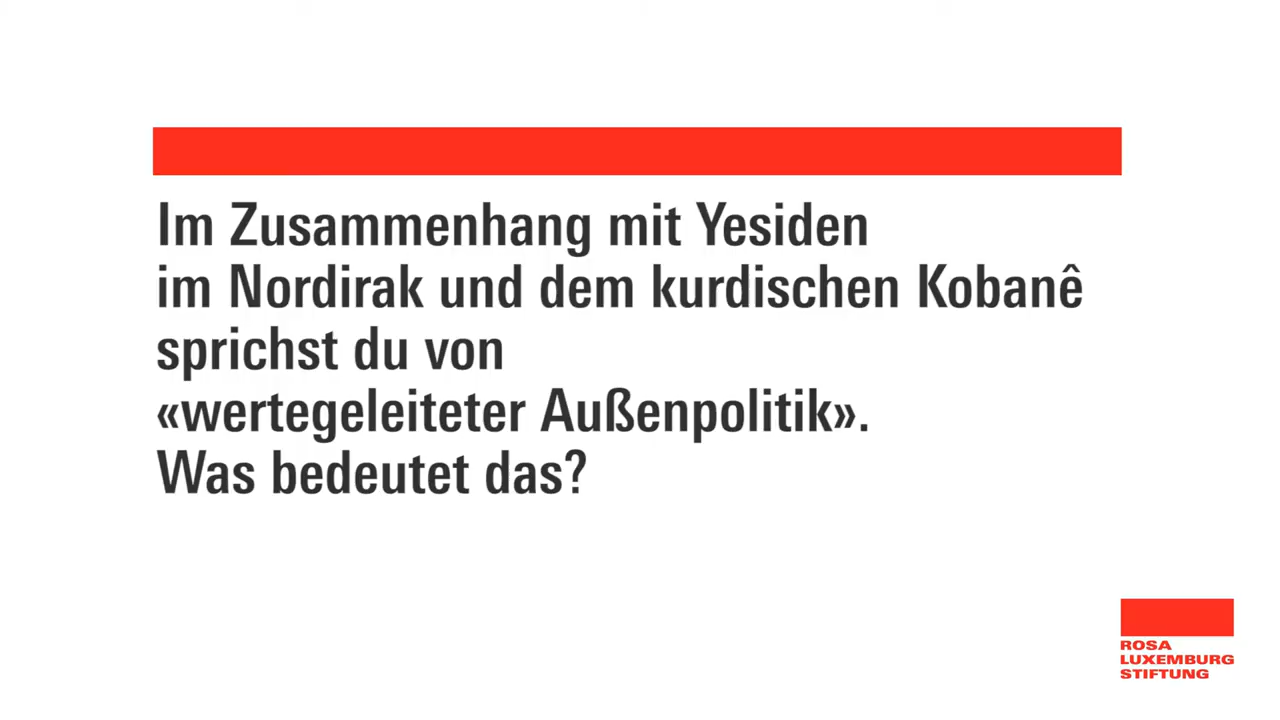 Im Zusammenhang mit Yesiden
im Nordirak und dem kurdischen Kobanê
sprichst du von
«wertegeleiteter Außenpolitik».
Was bedeutet das?
ROSA
LUXEMBURG
STIFTUNG